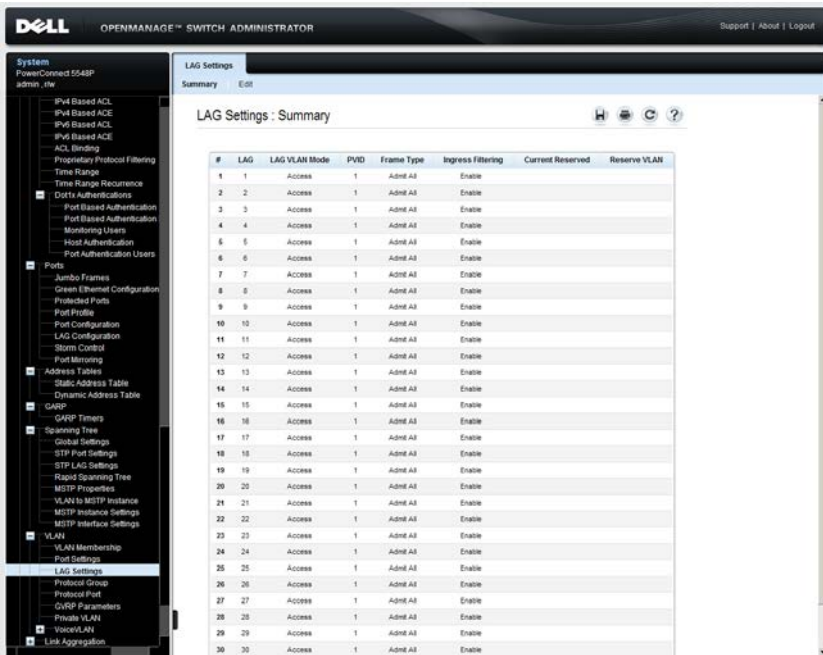 DELL
OPENMANAGE™ SWITCH ADMINISTRATOR
Support | About | Logout
System
PowerConnect 5548P
admin , r/w
IPv4 Based ACL
IPv4 Based ACE
IPv6 Based ACL
IPv6 Based ACE
ACL Binding
Proprietary Protocol Filtering
Time Range
Time Range Recurrence
Dot1x Authentications
Port Based Authentication
Port Based Authentication
Monitoring Users
Host Authentication
Port Authentication Users
Ports
Jumbo Frames
Green Ethernet Configuration
Protected Ports
Port Profile
Port Configuration
LAG Configuration
Storm Control
Port Mirroring
Address Tables
Static Address Table
Dynamic Address Table
GARP
GARP Timers
Spanning Tree
Global Settings
STP Port Settings
STP LAG Settings
Rapid Spanning Tree
MSTP Properties
VLAN to MSTP Instance
MSTP Instance Settings
MSTP Interface Settings
VLAN
VLAN Membership
Port Settings
LAG Settings
Protocol Group
Protocol Port
GVRP Parameters
Private VLAN
VoiceVLAN
Link Aggregation
LAG Settings
Summary Edit
LAG Settings : Summary
# LAG LAG VLAN Mode PVID Frame Type Ingress Filtering Current Reserved Reserve VLAN
1 1 Access 1 Admit All Enable
2 2 Access 1 Admit All Enable
3 3 Access 1 Admit All Enable
4 4 Access 1 Admit All Enable
5 5 Access 1 Admit All Enable
6 6 Access 1 Admit All Enable
7 7 Access 1 Admit All Enable
8 8 Access 1 Admit All Enable
9 9 Access 1 Admit All Enable
10 10 Access 1 Admit All Enable
11 11 Access 1 Admit All Enable
12 12 Access 1 Admit All Enable
13 13 Access 1 Admit All Enable
14 14 Access 1 Admit All Enable
15 15 Access 1 Admit All Enable
16 16 Access 1 Admit All Enable
17 17 Access 1 Admit All Enable
18 18 Access 1 Admit All Enable
19 19 Access 1 Admit All Enable
20 20 Access 1 Admit All Enable
21 21 Access 1 Admit All Enable
22 22 Access 1 Admit All Enable
23 23 Access 1 Admit All Enable
24 24 Access 1 Admit All Enable
25 25 Access 1 Admit All Enable
26 26 Access 1 Admit All Enable
27 27 Access 1 Admit All Enable
28 28 Access 1 Admit All Enable
29 29 Access 1 Admit All Enable
30 30 Access 1 Admit All Enable